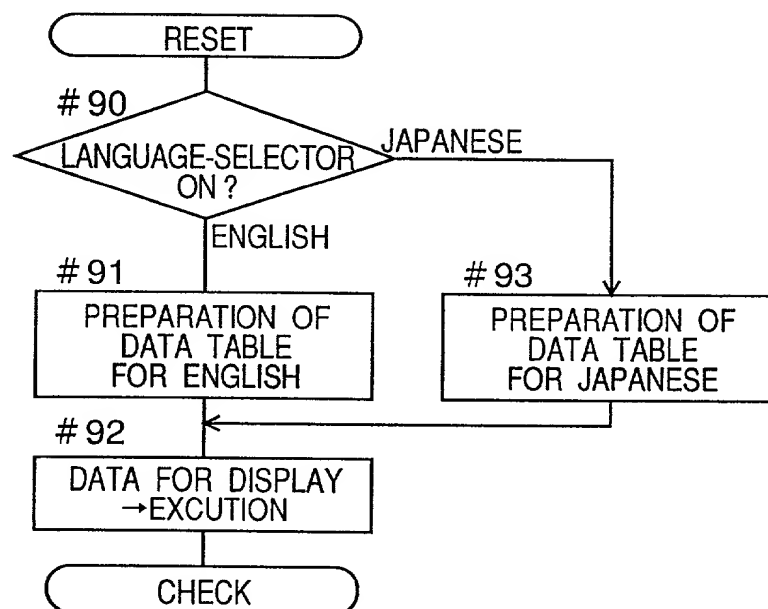 RESET
#90
LANGUAGE-SELECTOR
ON?
JAPANESE
ENGLISH
#91
PREPARATION OF
DATA TABLE
FOR ENGLISH
#93
PREPARATION OF
DATA TABLE
FOR JAPANESE
#92
DATA FOR DISPLAY
→EXCUTION
CHECK